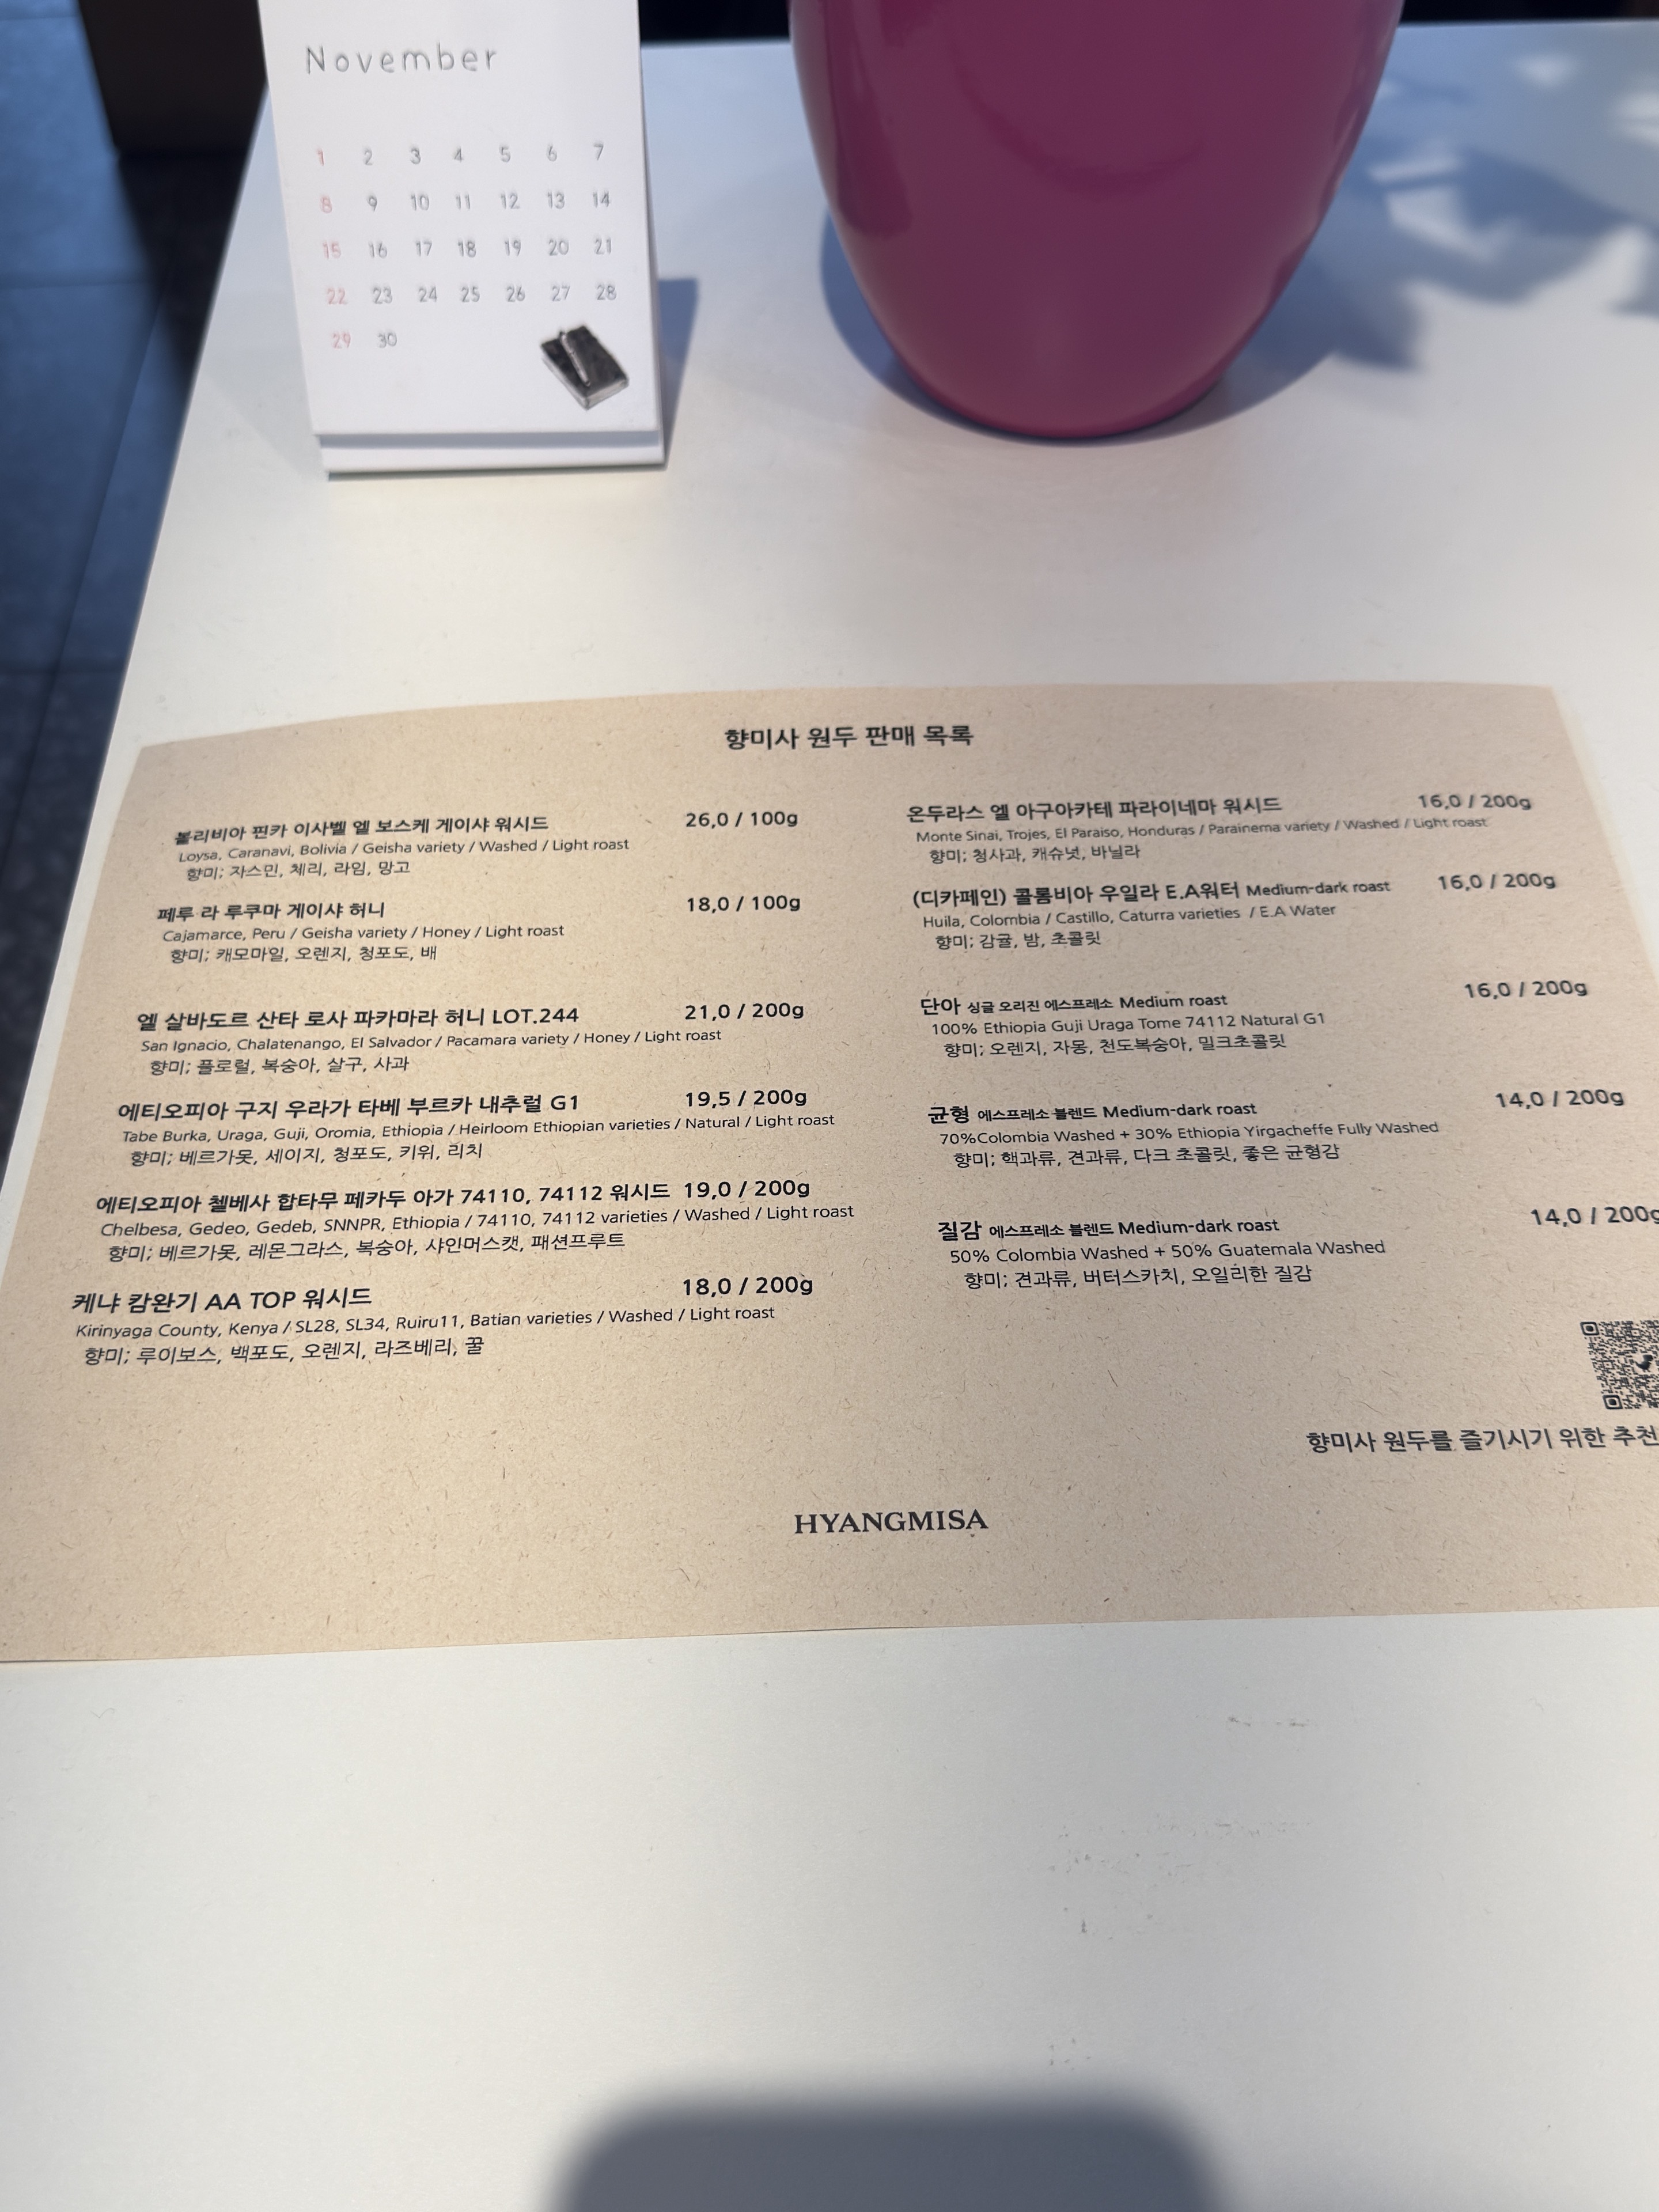 November
1 2 3 4 5 6 7
8 9 10 11 12 13 14
15 16 17 18 19 20 21
22 23 24 25 26 27 28
29 30
향미사 원두 판매 목록
볼리비아 핀카 이사벨 엘 보스케 게이샤 워시드 26,0 / 100g
Loysa, Caranavi, Bolivia / Geisha variety / Washed / Light roast
향미; 자스민, 체리, 라임, 망고
페루 라 루쿠마 게이샤 허니 18,0 / 100g
Cajamarce, Peru / Geisha variety / Honey / Light roast
향미; 캐모마일, 오렌지, 청포도, 배
엘 살바도르 산타 로사 파카마라 허니 LOT.244 21,0 / 200g
San Ignacio, Chalatenango, El Salvador / Pacamara variety / Honey / Light roast
향미; 플로럴, 복숭아, 살구, 사과
에티오피아 구지 우라가 타베 부르카 내추럴 G1 19,5 / 200g
Tabe Burka, Uraga, Guji, Oromia, Ethiopia / Heirloom Ethiopian varieties / Natural / Light roast
향미; 베르가못, 세이지, 청포도, 키위, 리치
에티오피아 첼베사 합타무 페카두 아가 74110, 74112 워시드 19,0 / 200g
Chelbesa, Gedeo, Gedeb, SNNPR, Ethiopia / 74110, 74112 varieties / Washed / Light roast
향미; 베르가못, 레몬그라스, 복숭아, 샤인머스캣, 패션프루트
케냐 캄완기 AA TOP 워시드 18,0 / 200g
Kirinyaga County, Kenya / SL28, SL34, Ruiru11, Batian varieties / Washed / Light roast
향미; 루이보스, 백포도, 오렌지, 라즈베리, 꿀
온두라스 엘 아구아카테 파라이네마 워시드 16,0 / 200g
Monte Sinai, Trojes, El Paraiso, Honduras / Parainema variety / Washed / Light roast
향미; 청사과, 캐슈넛, 바닐라
(디카페인) 콜롬비아 우일라 E.A워터 Medium-dark roast 16,0 / 200g
Huila, Colombia / Castillo, Caturra varieties / E.A Water
향미; 감귤, 밤, 초콜릿
단아 싱글 오리진 에스프레소 Medium roast 16,0 / 200g
100% Ethiopia Guji Uraga Tome 74112 Natural G1
향미; 오렌지, 자몽, 천도복숭아, 밀크초콜릿
균형 에스프레소 블렌드 Medium-dark roast 14,0 / 200g
70%Colombia Washed + 30% Ethiopia Yirgacheffe Fully Washed
향미; 핵과류, 견과류, 다크 초콜릿, 좋은 균형감
질감 에스프레소 블렌드 Medium-dark roast 14,0 / 200g
50% Colombia Washed + 50% Guatemala Washed
향미; 견과류, 버터스카치, 오일리한 질감
향미사 원두를 즐기시기 위한 추천
HYANGMISA